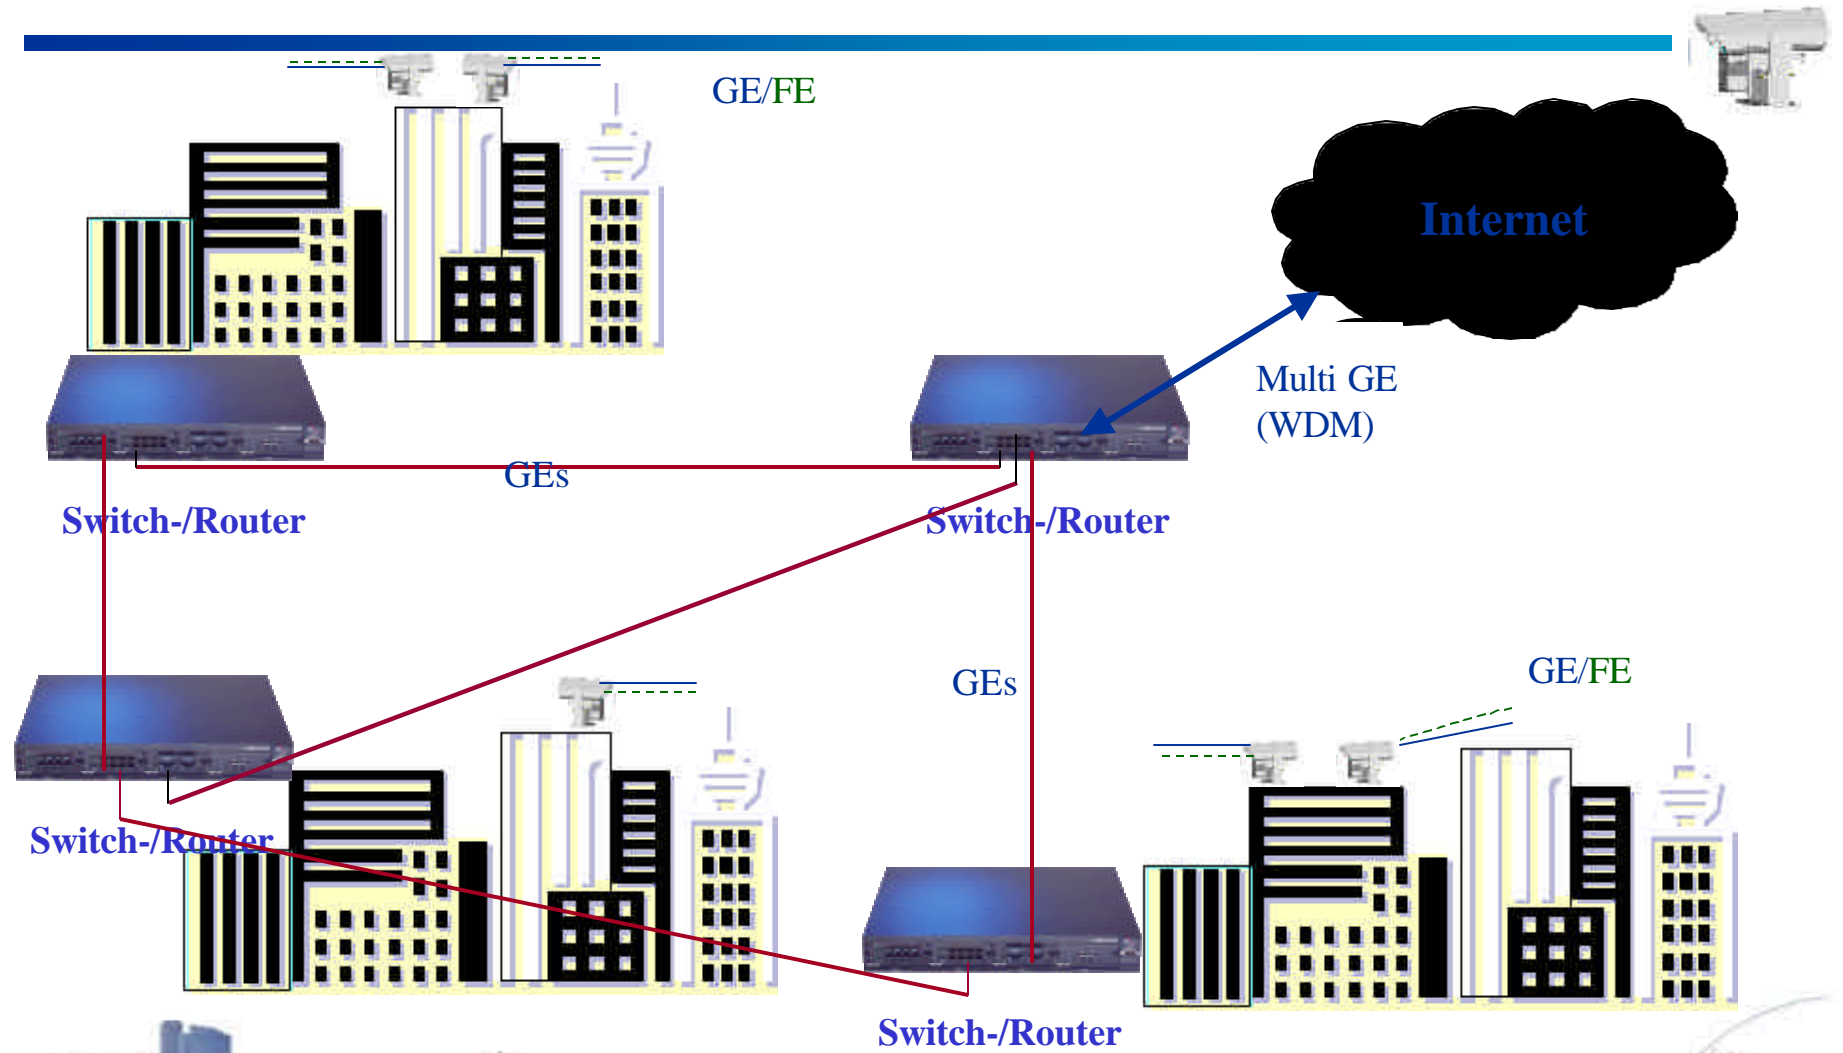 GE/FE
Internet
Multi GE
(WDM)
GEs
Switch-/Router
Switch-/Router
GEs
GE/FE
Switch-/Router
Switch-/Router